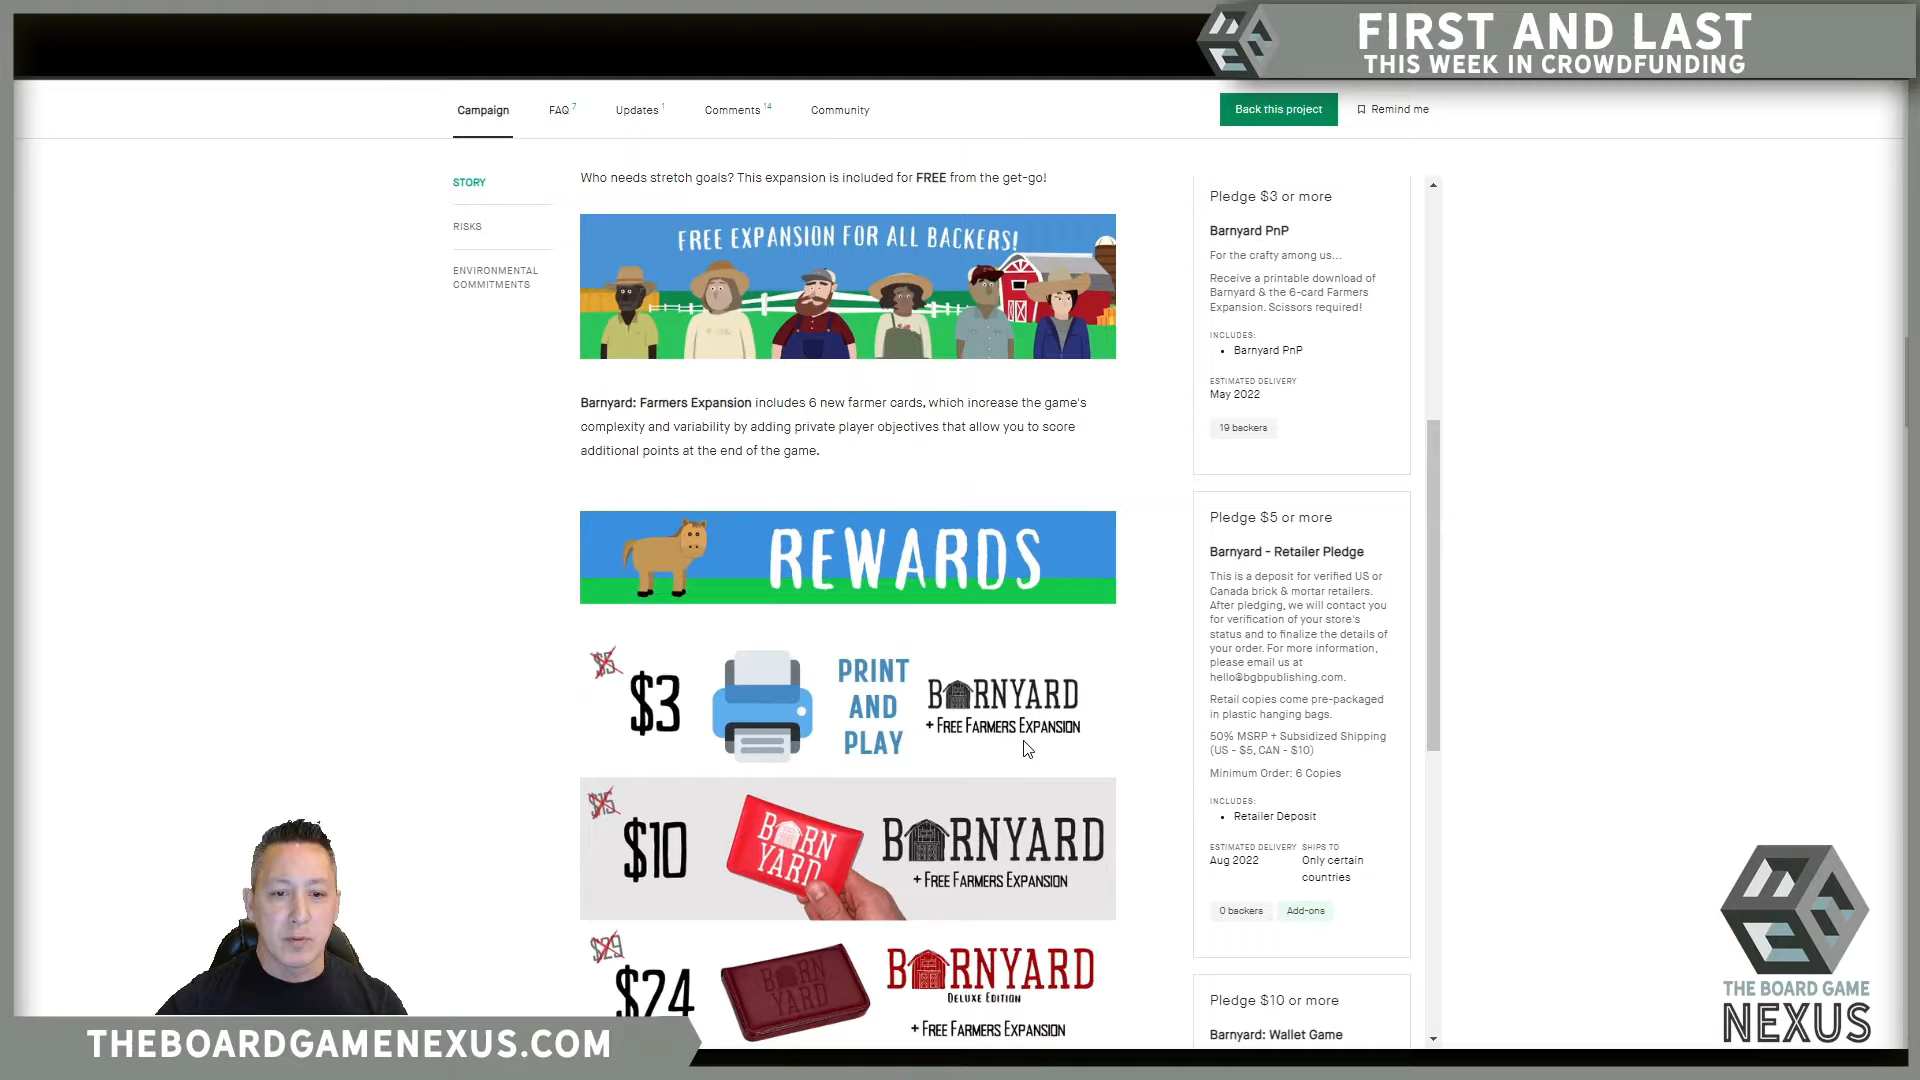 FIRST AND LAST
THIS WEEK IN CROWDFUNDING
Campaign
FAQ 7
Updates 1
Comments 14
Community
Back this project
Remind me
STORY
RISKS
ENVIRONMENTAL
COMMITMENTS
Who needs stretch goals? This expansion is included for FREE from the get-go!
FREE EXPANSION FOR ALL BACKERS!
Barnyard: Farmers Expansion includes 6 new farmer cards, which increase the game's
complexity and variability by adding private player objectives that allow you to score
additional points at the end of the game.
REWARDS
$5
$3
PRINT
AND
PLAY
BARNYARD
+ FREE FARMERS EXPANSION
$15
$10
BARN
YARD
BARNYARD
+ FREE FARMERS EXPANSION
$29
$24
BARN
YARD
BARNYARD
DELUXE EDITION
+ FREE FARMERS EXPANSION
Pledge $3 or more
Barnyard PnP
For the crafty among us...
Receive a printable download of
Barnyard & the 6-card Farmers
Expansion. Scissors required!
INCLUDES:
• Barnyard PnP
ESTIMATED DELIVERY
May 2022
19 backers
Pledge $5 or more
Barnyard - Retailer Pledge
This is a deposit for verified US or
Canada brick & mortar retailers.
After pledging, we will contact you
for verification of your store's
status and to finalize the details of
your order. For more information,
please email us at
hello@bgbpublishing.com.
Retail copies come pre-packaged
in plastic hanging bags.
50% MSRP + Subsidized Shipping
(US - $5, CAN - $10)
Minimum Order: 6 Copies
INCLUDES:
• Retailer Deposit
ESTIMATED DELIVERY SHIPS TO
Aug 2022 Only certain
countries
0 backers Add-ons
Pledge $10 or more
Barnyard: Wallet Game
THE BOARD GAME
NEXUS
THEBOARDGAMENEXUS.COM